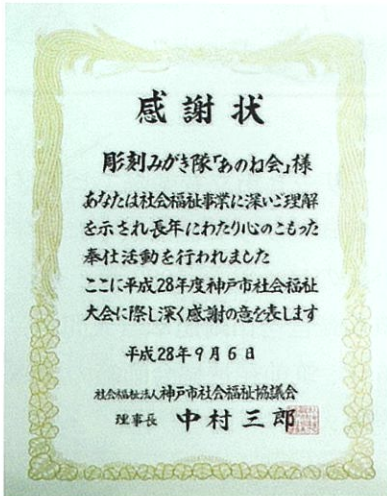 感謝状
彫刻みがき隊「あのね会」様
あなたは社会福祉事業に深いご理解
を示され長年にわたり心のこもった
奉仕活動を行われました
ここに平成28年度神戸市社会福祉
大会に際し深く感謝の意を表します
平成28年9月6日
社会福祉法人神戸市社会福祉協議会
理事長 中村三郎